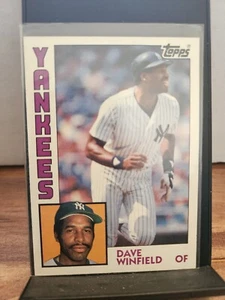 Topps
YANKEES
DAVE
WINFIELD OF